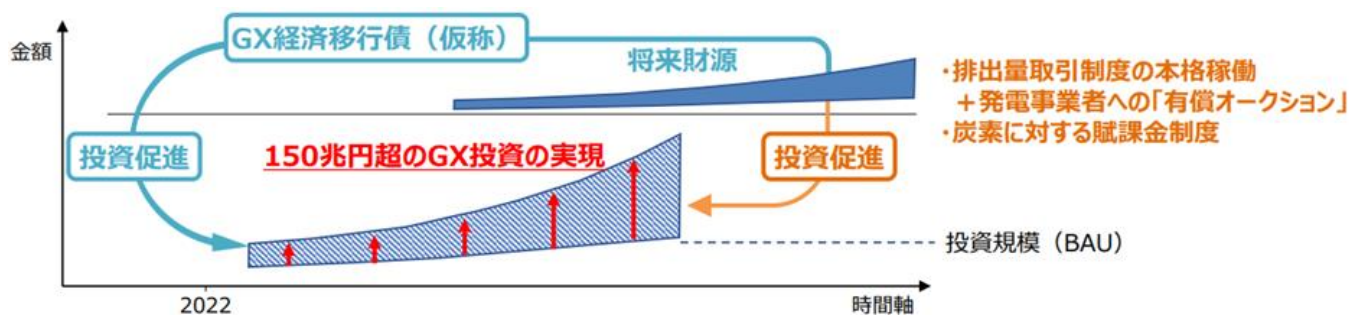 金額
GX経済移行債（仮称）
将来財源
・排出量取引制度の本格稼働
＋発電事業者への「有償オークション」
・炭素に対する賦課金制度
投資促進
150兆円超のGX投資の実現
投資促進
投資規模（BAU）
2022
時間軸